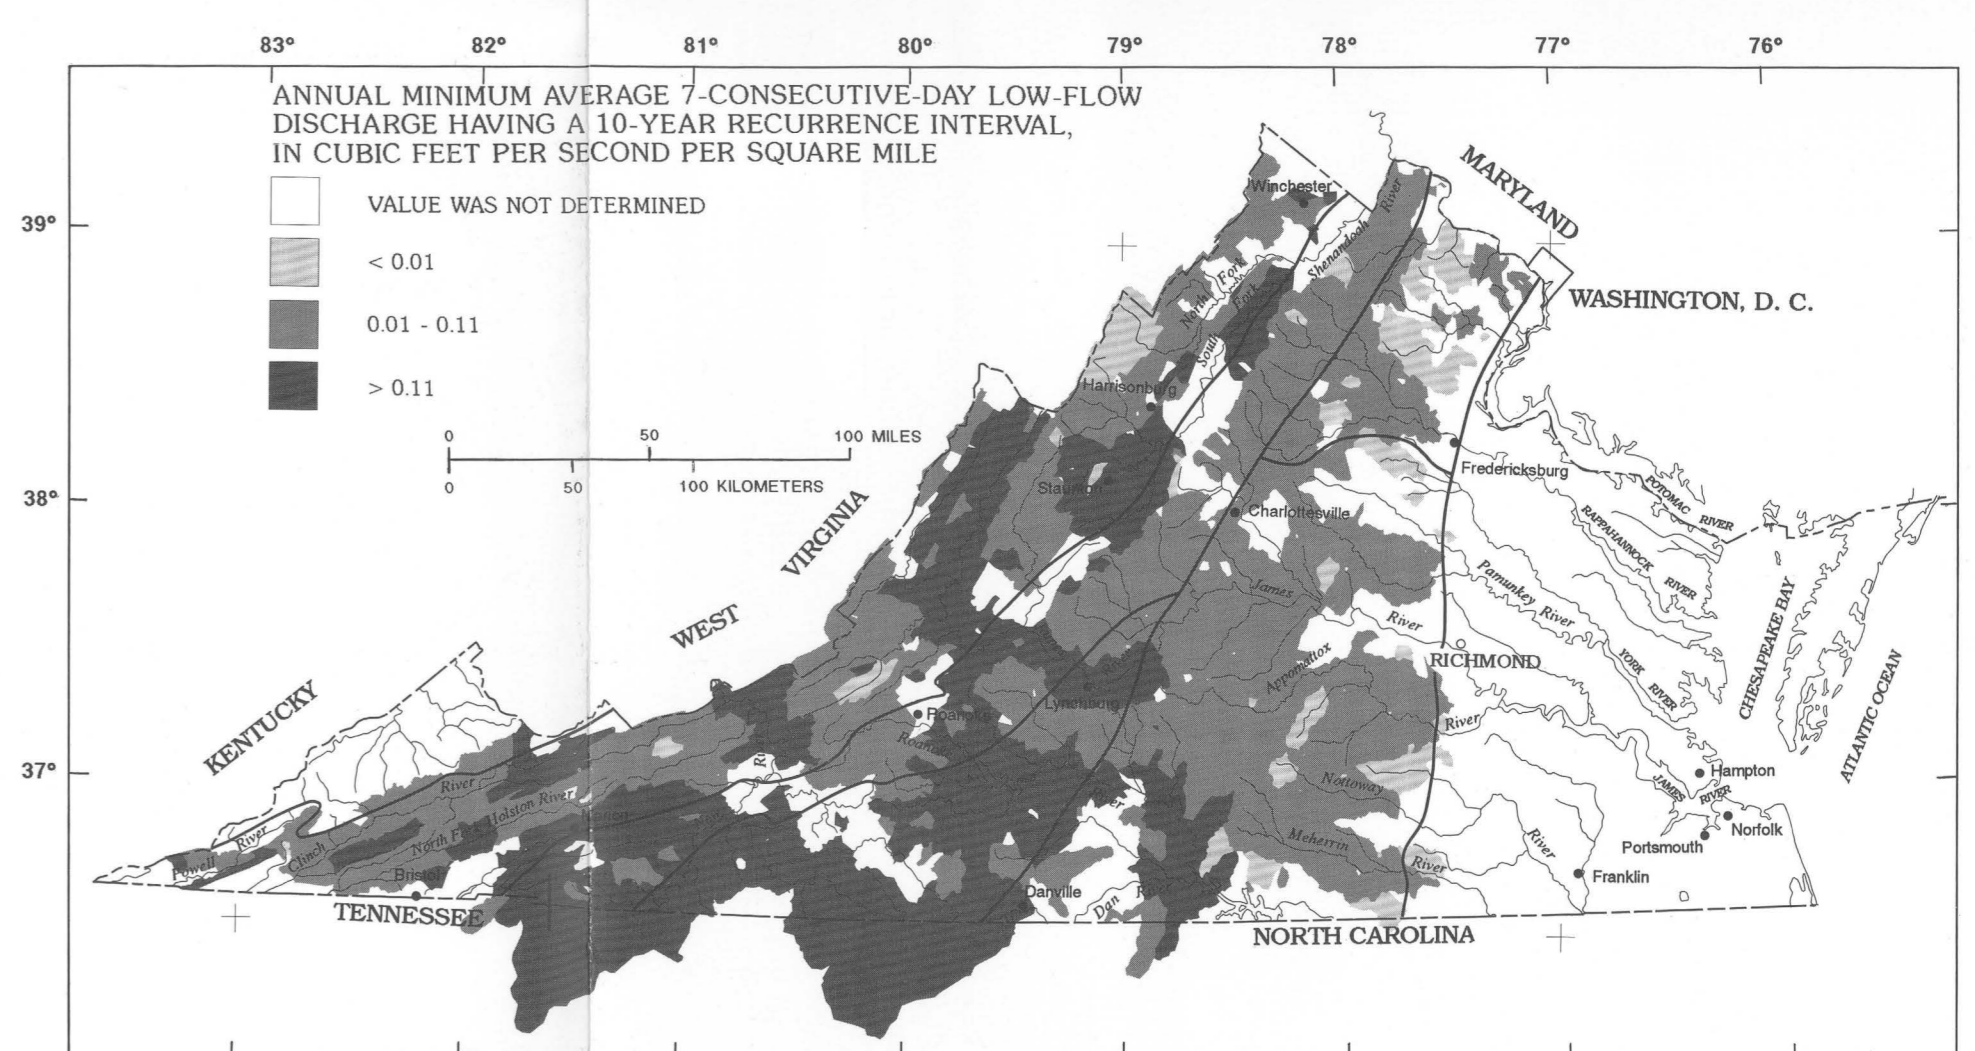 83° 82° 81° 80° 79° 78° 77° 76°
ANNUAL MINIMUM AVERAGE 7-CONSECUTIVE-DAY LOW-FLOW
DISCHARGE HAVING A 10-YEAR RECURRENCE INTERVAL,
IN CUBIC FEET PER SECOND PER SQUARE MILE
VALUE WAS NOT DETERMINED
< 0.01
0.01 - 0.11
> 0.11
0 50 100 MILES
0 50 100 KILOMETERS
39°
38°
37°
MARYLAND
WASHINGTON, D. C.
Winchester
River
Shenandoah
North Fork
South Fork
Harrisonburg
Staunton
Fredericksburg
Charlottesville
POTOMAC RIVER
RAPPAHANNOCK RIVER
VIRGINIA
WEST
KENTUCKY
Pamunkey River
James River
RICHMOND
YORK RIVER
CHESAPEAKE BAY
ATLANTIC OCEAN
Appomattox River
Lynchburg
River
Roanoke
Roanoke
River
Nottoway
Meherrin River
River
Hampton
JAMES RIVER
Norfolk
Portsmouth
Franklin
River
North Fork Holston River
Marion
Clinch
Powell River
Bristol
Danville
Dan River
TENNESSEE
NORTH CAROLINA